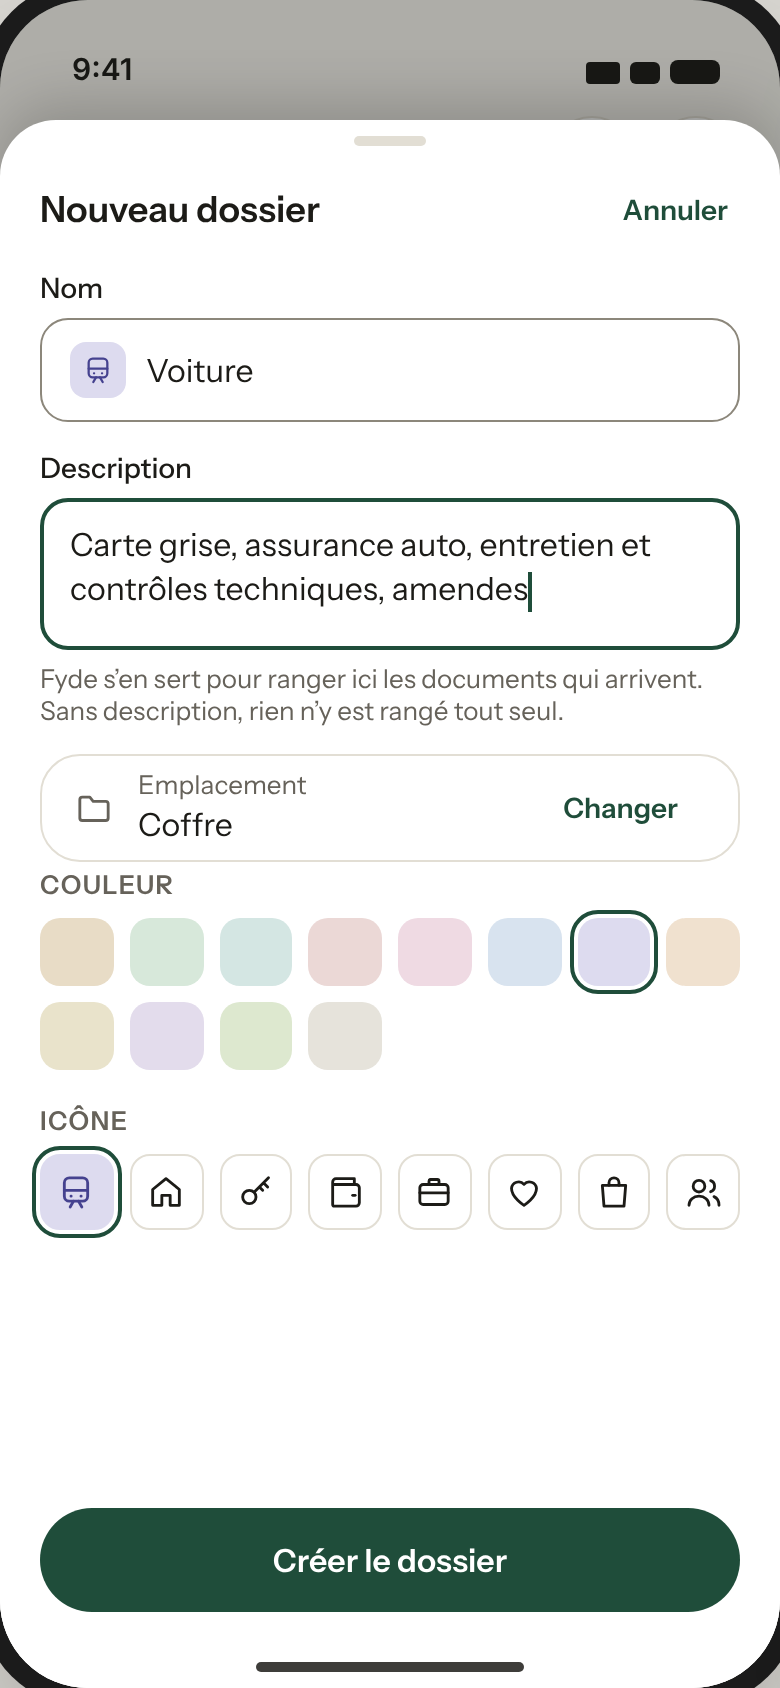 9:41
Nouveau dossier
Annuler
Nom
Voiture
Description
Carte grise, assurance auto, entretien et
contrôles techniques, amendes
Fyde s’en sert pour ranger ici les documents qui arrivent.
Sans description, rien n’y est rangé tout seul.
Emplacement
Coffre
Changer
COULEUR
ICÔNE
Créer le dossier